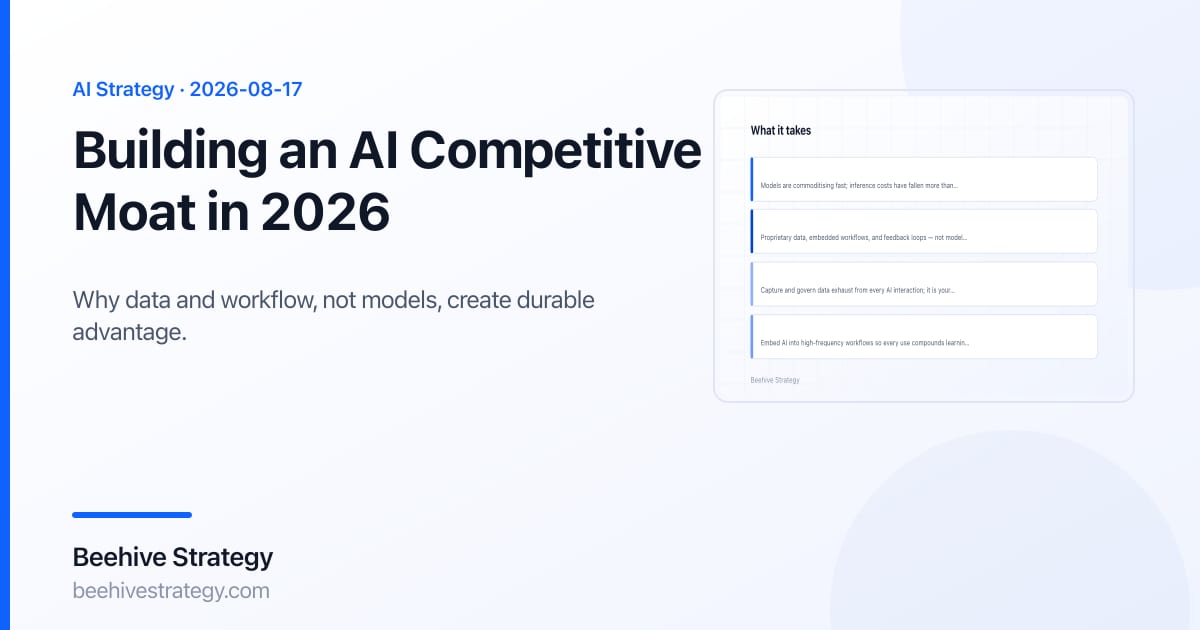 AI Strategy · 2026-08-17
Building an AI Competitive
Moat in 2026
Why data and workflow, not models, create durable
advantage.
Beehive Strategy
beehivestrategy.com
What it takes
Models are commoditising fast; inference costs have fallen more than...
Proprietary data, embedded workflows, and feedback loops — not model...
Capture and govern data exhaust from every AI interaction; it is your...
Embed AI into high-frequency workflows so every use compounds learnin...
Beehive Strategy